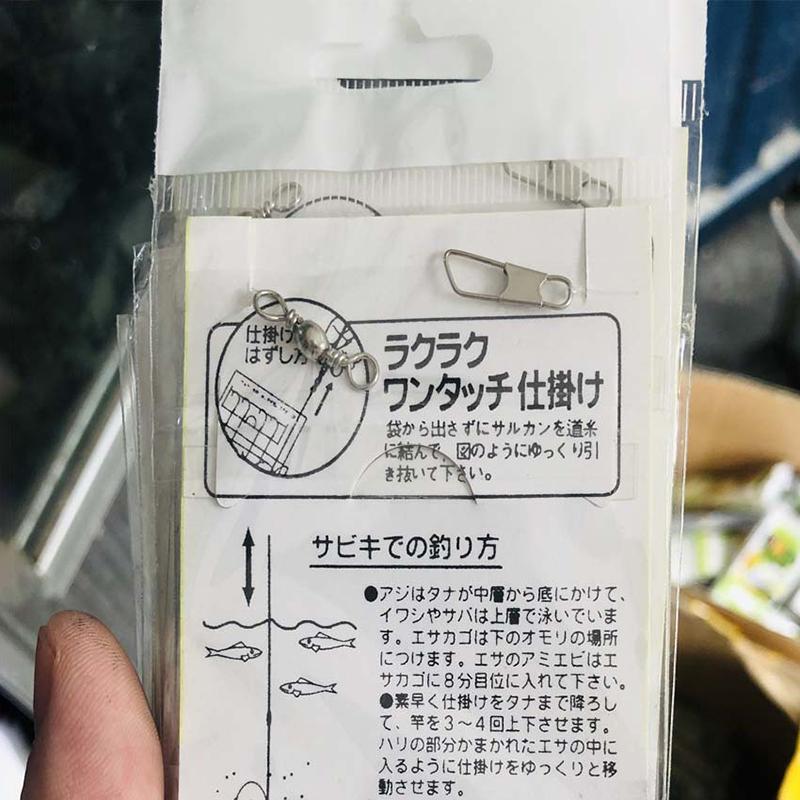 仕掛け
はずし方
ラクラク
ワンタッチ仕掛け
袋から出さずにサルカンを道糸
に結んで、図のようにゆっくり引
き抜いて下さい。
サビキでの釣り方
●アジはタナが中層から底にかけて、
イワシやサバは上層で泳いでいま
す。エサカゴは下のオモリの場所
につけます。エサのアミエビはエ
サカゴに8分目位に入れて下さい。
●素早く仕掛けをタナまで降ろし
て、竿を3〜4回上下させます。
ハリの部分がまかれたエサの中に
入るように仕掛けをゆっくりと移
動させます。